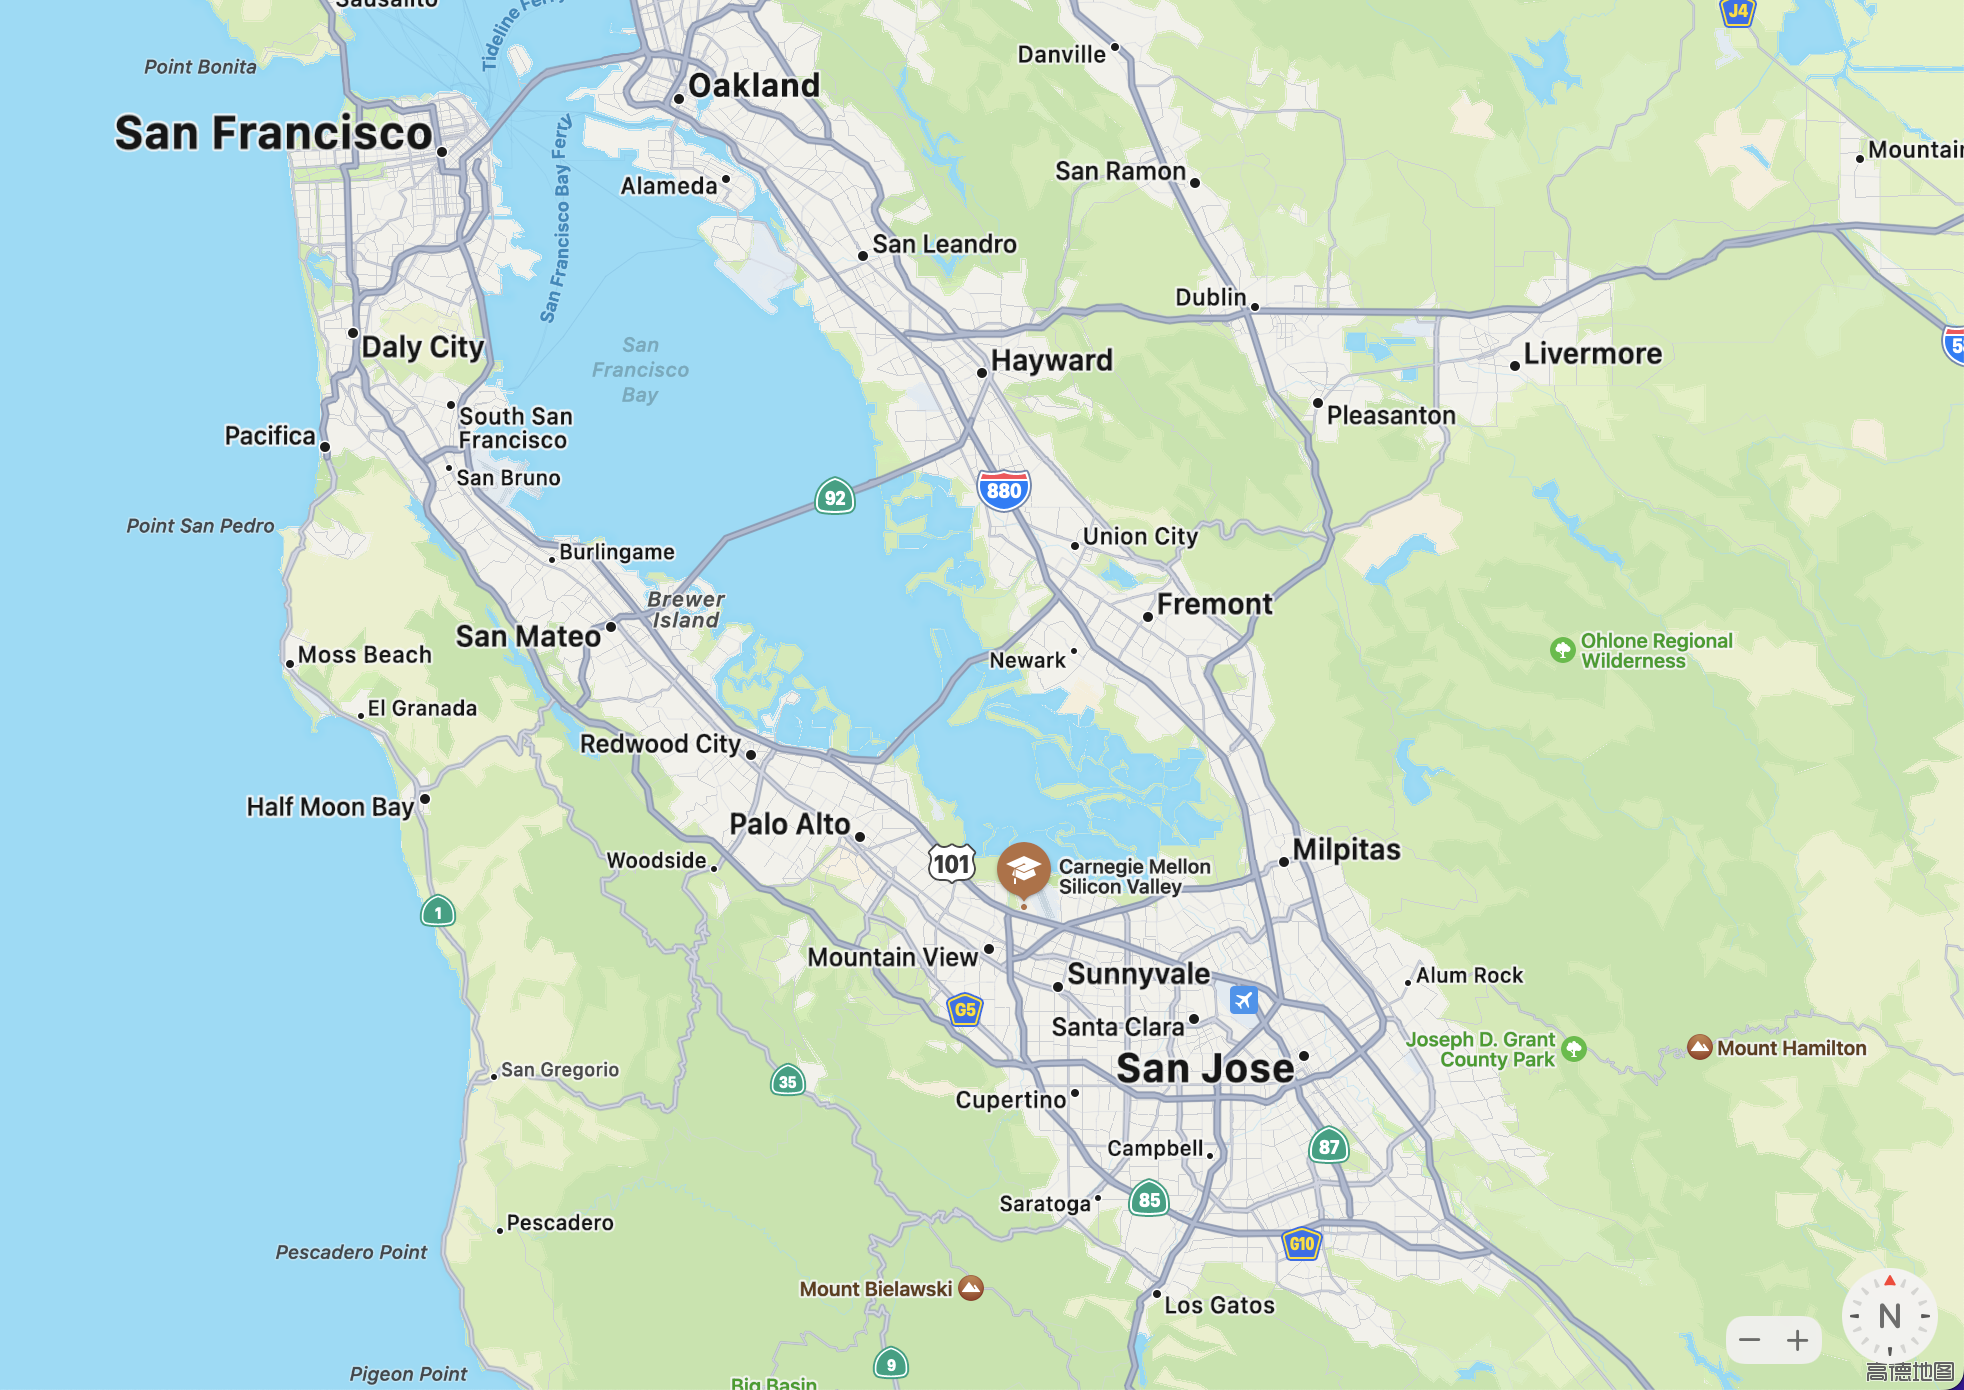 Sausalito
Tideline Ferry
J4
Point Bonita
Danville
Oakland
San Francisco
San Francisco Bay Ferry
Mountain
San Ramon
Alameda
San Leandro
Dublin
Daly City
San
Francisco
Bay
Hayward
Livermore
South San
Francisco
Pleasanton
Pacifica
San Bruno
880
92
Point San Pedro
Union City
Burlingame
Brewer
Island
Fremont
San Mateo
Ohlone Regional
Wilderness
Moss Beach
Newark
El Granada
Redwood City
Half Moon Bay
Palo Alto
Milpitas
Woodside
101
Carnegie Mellon
Silicon Valley
1
Mountain View
Sunnyvale
Alum Rock
G5
Santa Clara
Joseph D. Grant
County Park
Mount Hamilton
San Jose
San Gregorio
35
Cupertino
Campbell
87
Saratoga
85
Pescadero
G10
Pescadero Point
Mount Bielawski
Los Gatos
N
9
Pigeon Point
Big Basin
高德地图